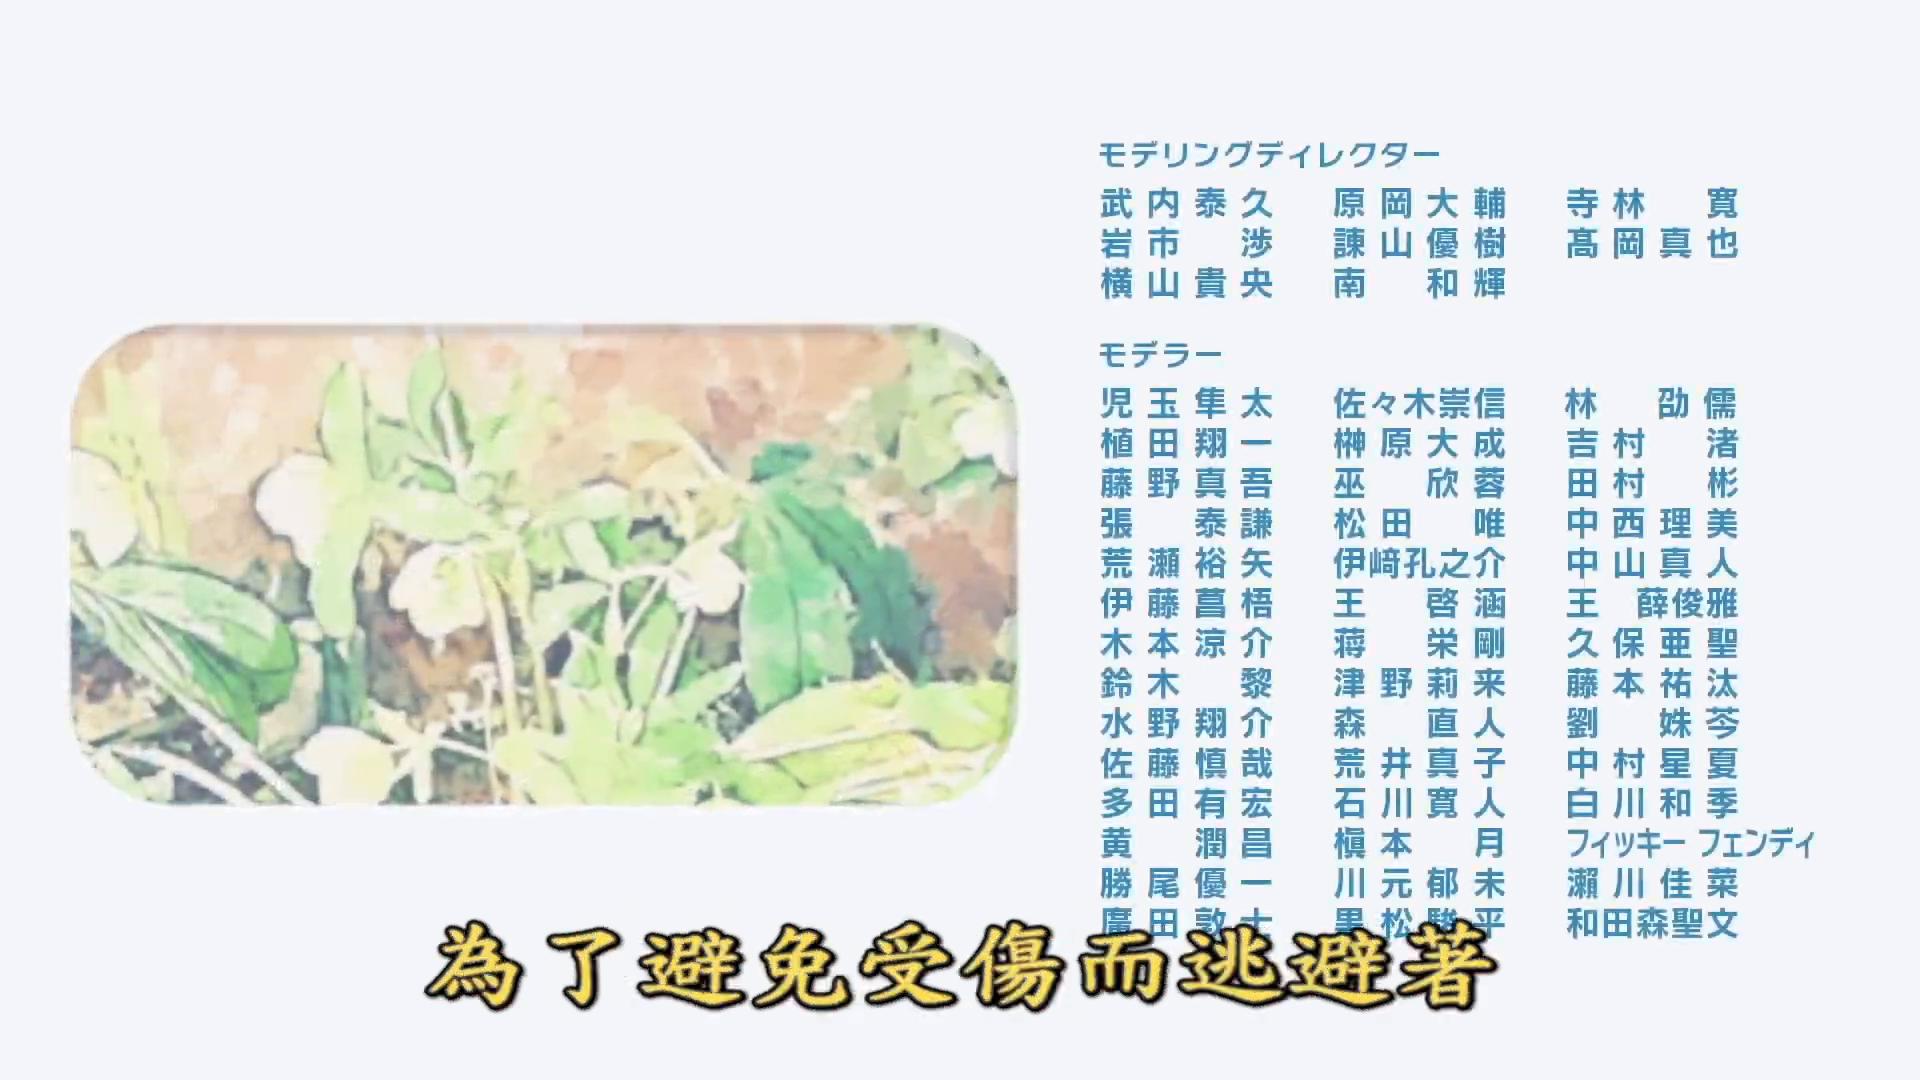 モデリングディレクター
武内泰久 原岡大輔 寺林 寛
岩市 渉 諌山優樹 髙岡真也
横山貴央 南 和輝
モデラー
児玉隼太 佐々木崇信 林 劭儒
植田翔一 榊原大成 吉村 渚
藤野真吾 巫 欣蓉 田村 彬
張 泰謙 松田 唯 中西理美
荒瀬裕矢 伊﨑孔之介 中山真人
伊藤菖悟 王 啓涵 王 薛俊雅
木本涼介 蒋 栄剛 久保亜聖
鈴木 黎 津野莉来 藤本祐汰
水野翔介 森 直人 劉 姝芩
佐藤慎哉 荒井真子 中村星夏
多田有宏 石川寛人 白川和季
黄 潤昌 槇本 月 フィッキー フェンディ
勝尾優一 川元郁未 瀬川佳菜
廣田敦士 黒松駿平 和田森聖文
為了避免受傷而逃避著